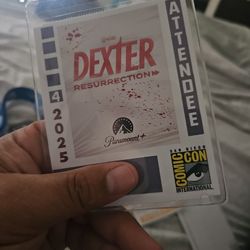 DEXTER
RESURRECTION
Paramount+
ATTENDEE
4
2025
SAN DIEGO
COMIC
CON
INTERNATIONAL